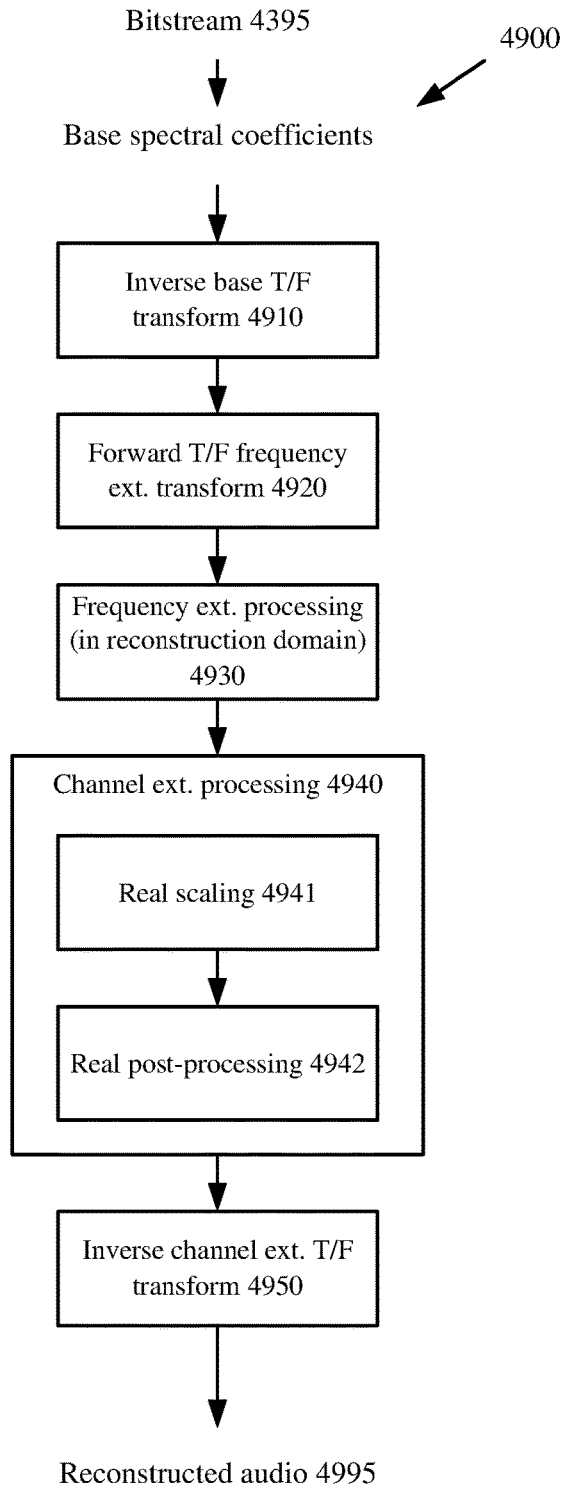 Bitstream 4395
4900
Base spectral coefficients
Inverse base T/F
transform 4910
Forward T/F frequency
ext. transform 4920
Frequency ext. processing
(in reconstruction domain)
4930
Channel ext. processing 4940
Real scaling 4941
Real post-processing 4942
Inverse channel ext. T/F
transform 4950
Reconstructed audio 4995